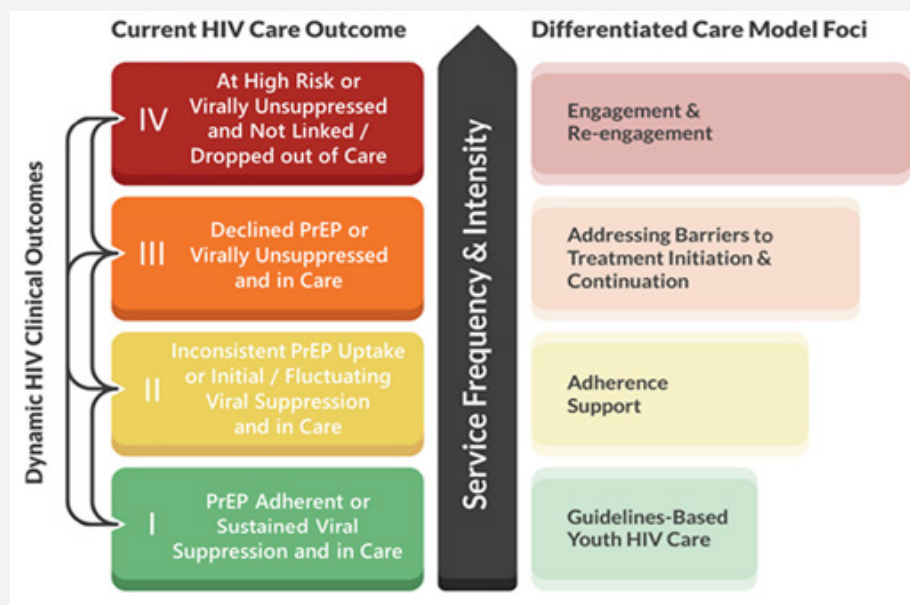 Current HIV Care Outcome
Differentiated Care Model Foci
Dynamic HIV Clinical Outcomes
IV
At High Risk or
Virally Unsuppressed
and Not Linked /
Dropped out of Care
III
Declined PrEP or
Virally Unsuppressed
and in Care
II
Inconsistent PrEP Uptake
or Initial / Fluctuating
Viral Suppression
and in Care
I
PrEP Adherent or
Sustained Viral
Suppression and in Care
Service Frequency & Intensity
Engagement &
Re-engagement
Addressing Barriers to
Treatment Initiation &
Continuation
Adherence
Support
Guidelines-Based
Youth HIV Care